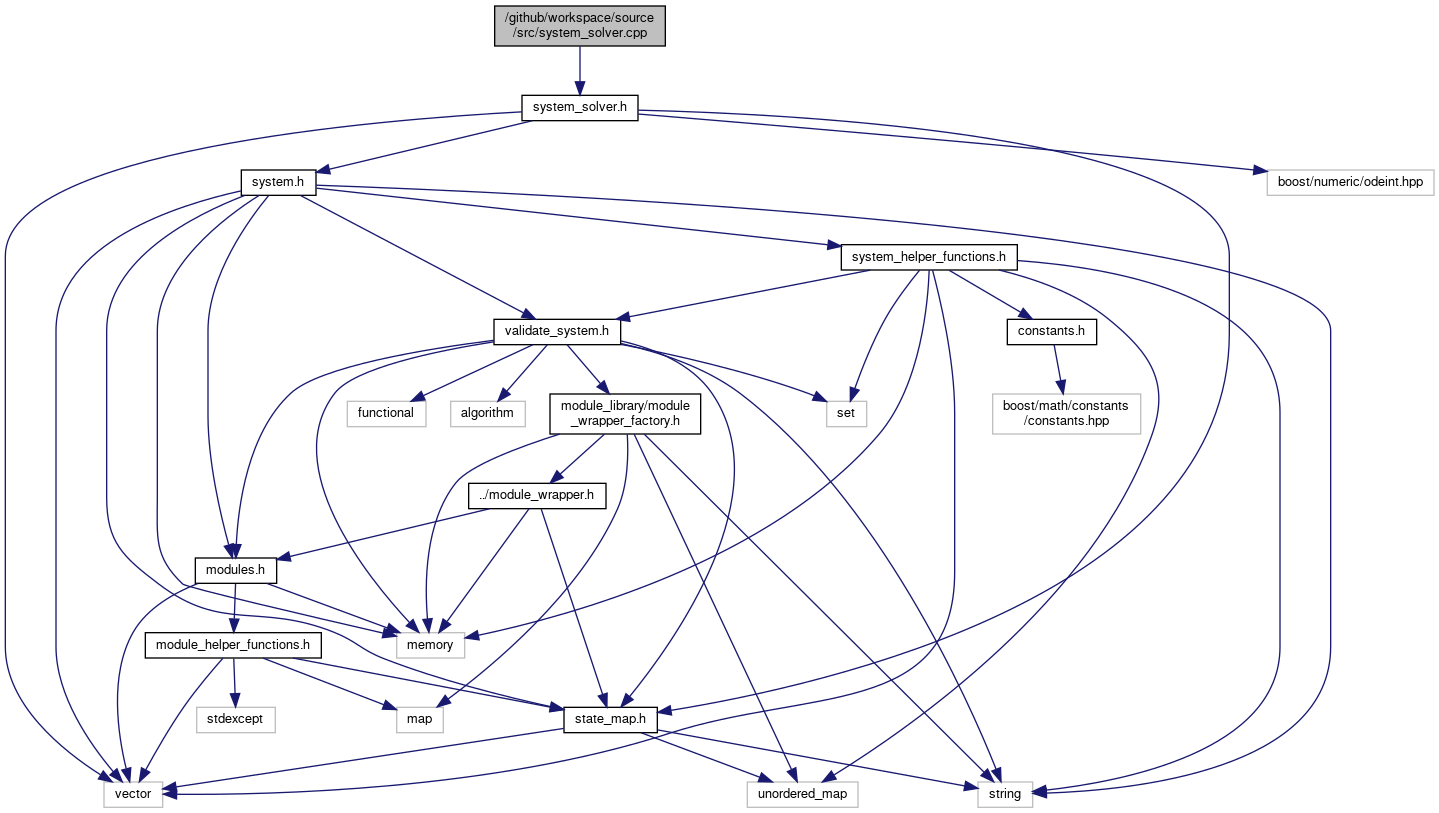 /github/workspace/source
/src/system_solver.cpp
system_solver.h
system.h
boost/numeric/odeint.hpp
system_helper_functions.h
validate_system.h
constants.h
functional
algorithm
module_library/module
_wrapper_factory.h
set
boost/math/constants
/constants.hpp
../module_wrapper.h
modules.h
module_helper_functions.h
memory
stdexcept
map
state_map.h
vector
unordered_map
string